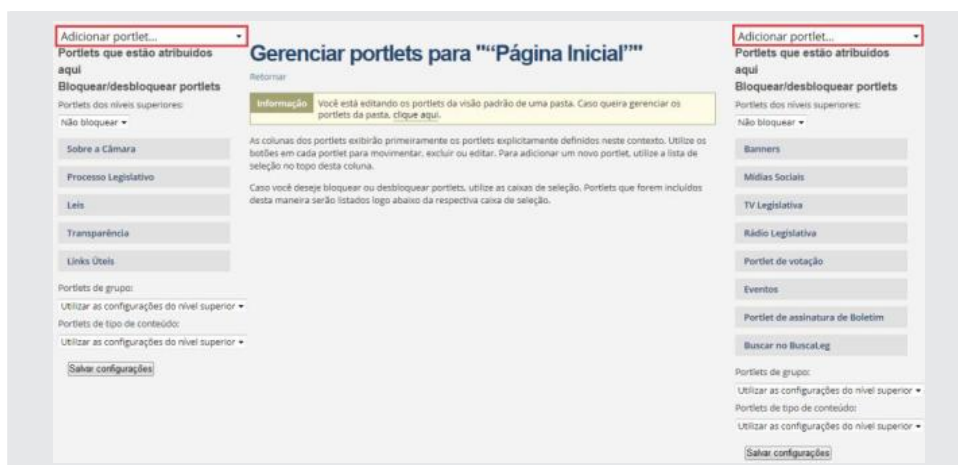 Adicionar portlet...
Portlets que estão atribuídos
aqui
Bloquear/desbloquear portlets
Portlets dos níveis superiores:
Não bloquear
Sobre a Câmara
Processo Legislativo
Leis
Transparência
Links Úteis
Portlets de grupo:
Utilizar as configurações do nível superior
Portlets de tipo de conteúdo:
Utilizar as configurações do nível superior
Salvar configurações
Gerenciar portlets para "“Página Inicial”"
Retornar
Informação Você está editando os portlets da visão padrão de uma pasta. Caso queira gerenciar os
portlets da pasta, clique aqui.
As colunas dos portlets exibirão primeiramente os portlets explicitamente definidos neste contexto. Utilize os
botões em cada portlet para movimentar, excluir ou editar. Para adicionar um novo portlet, utilize a lista de
seleção no topo desta coluna.
Caso você deseje bloquear ou desbloquear portlets, utilize as caixas de seleção. Portlets que forem incluídos
desta maneira serão listados logo abaixo da respectiva caixa de seleção.
Adicionar portlet...
Portlets que estão atribuídos
aqui
Bloquear/desbloquear portlets
Portlets dos níveis superiores:
Não bloquear
Banners
Mídias Sociais
TV Legislativa
Rádio Legislativa
Portlet de votação
Eventos
Portlet de assinatura de Boletim
Buscar no BuscaLeg
Portlets de grupo:
Utilizar as configurações do nível superior
Portlets de tipo de conteúdo:
Utilizar as configurações do nível superior
Salvar configurações